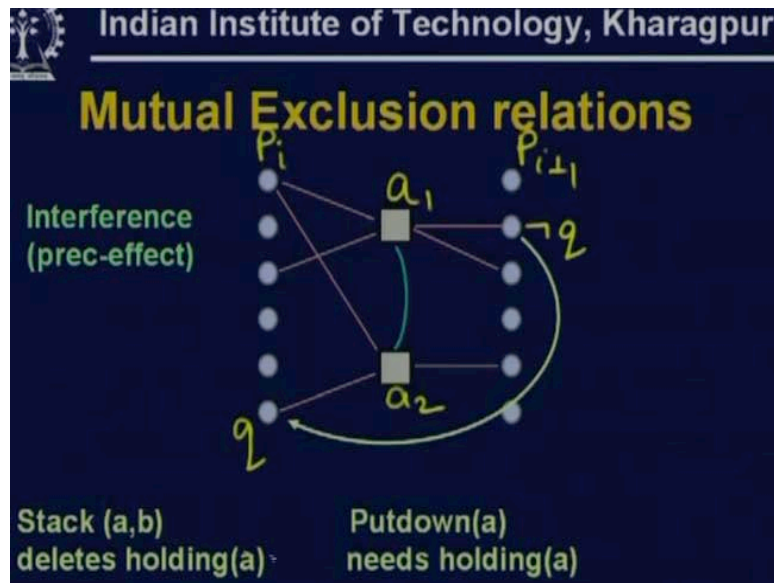 Indian Institute of Technology, Kharagpur
Mutual Exclusion relations
Pi
Pi+1
a1
Interference
(prec-effect)
¬q
a2
q
Stack (a,b)
deletes holding(a)
Putdown(a)
needs holding(a)